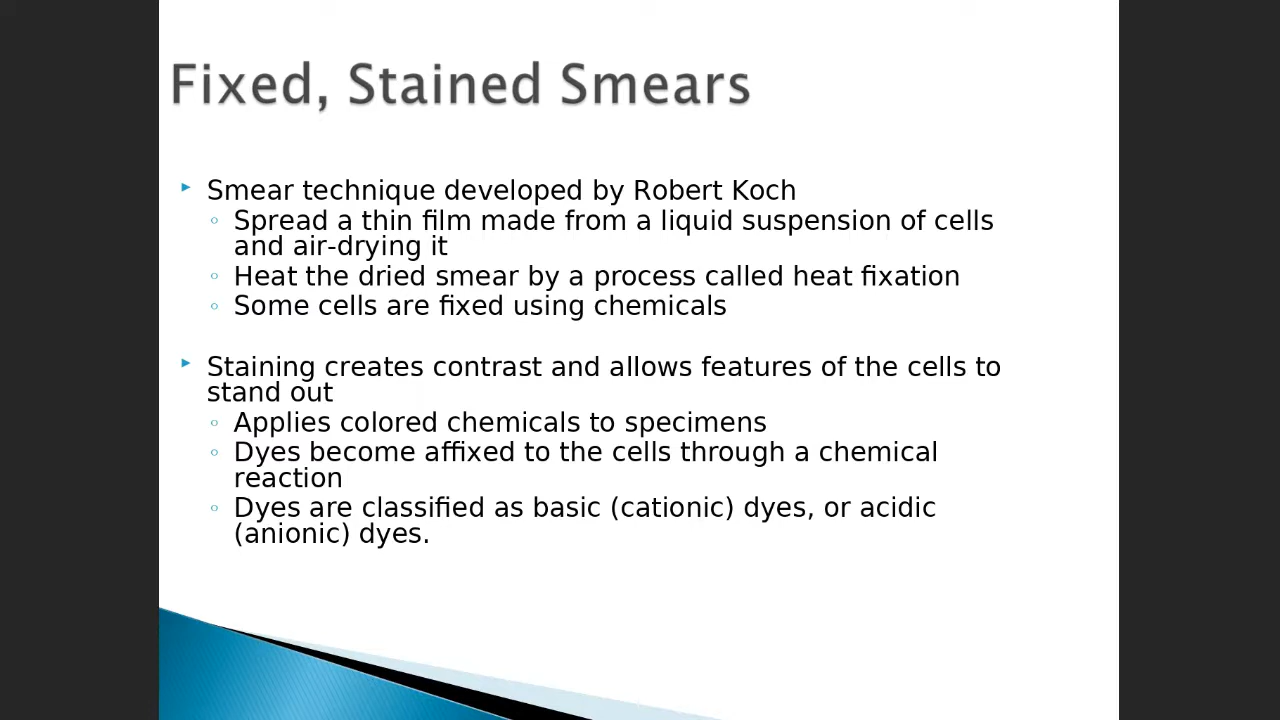 Fixed, Stained Smears
Smear technique developed by Robert Koch
Spread a thin film made from a liquid suspension of cells
and air-drying it
Heat the dried smear by a process called heat fixation
Some cells are fixed using chemicals
Staining creates contrast and allows features of the cells to
stand out
Applies colored chemicals to specimens
Dyes become affixed to the cells through a chemical
reaction
Dyes are classified as basic (cationic) dyes, or acidic
(anionic) dyes.